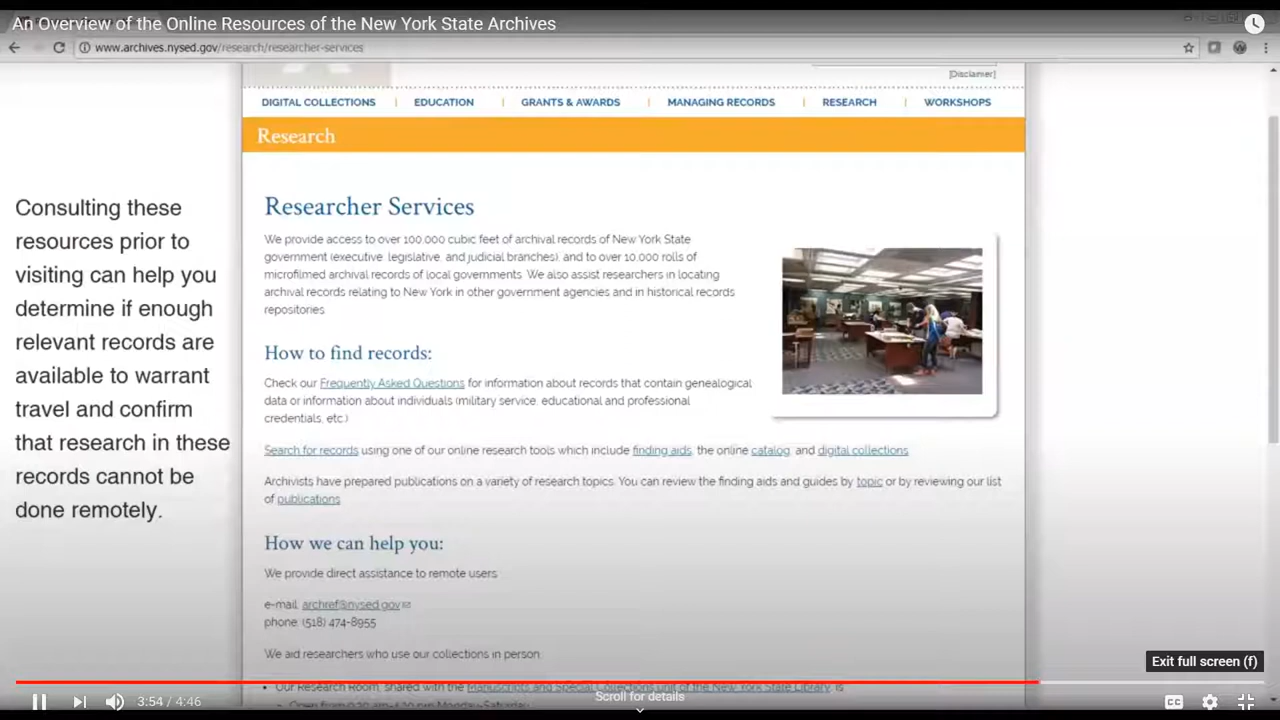 An Overview of the Online Resources of the New York State Archives
www.archives.nysed.gov/research/researcher-services
[Disclaimer]
DIGITAL COLLECTIONS | EDUCATION | GRANTS & AWARDS | MANAGING RECORDS | RESEARCH | WORKSHOPS
Research
Consulting these
resources prior to
visiting can help you
determine if enough
relevant records are
available to warrant
travel and confirm
that research in these
records cannot be
done remotely.
Researcher Services
We provide access to over 100,000 cubic feet of archival records of New York State
government (executive, legislative, and judicial branches), and to over 10,000 rolls of
microfilmed archival records of local governments. We also assist researchers in locating
archival records relating to New York in other government agencies and in historical records
repositories.
How to find records:
Check our Frequently Asked Questions for information about records that contain genealogical
data or information about individuals (military service, educational and professional
credentials, etc.)
Search for records using one of our online research tools which include finding aids, the online catalog, and digital collections
Archivists have prepared publications on a variety of research topics. You can review the finding aids and guides by topic or by reviewing our list
of publications
How we can help you:
We provide direct assistance to remote users
e-mail: archref@nysed.gov
phone: (518) 474-8955
We aid researchers who use our collections in person
Exit full screen (f)
• Our Research Room, shared with the Manuscripts and Special Collections unit of the New York State Library, is
Scroll for details
Open from 9:30 am-4:30 pm Monday-Saturday
3:54 / 4:46
CC